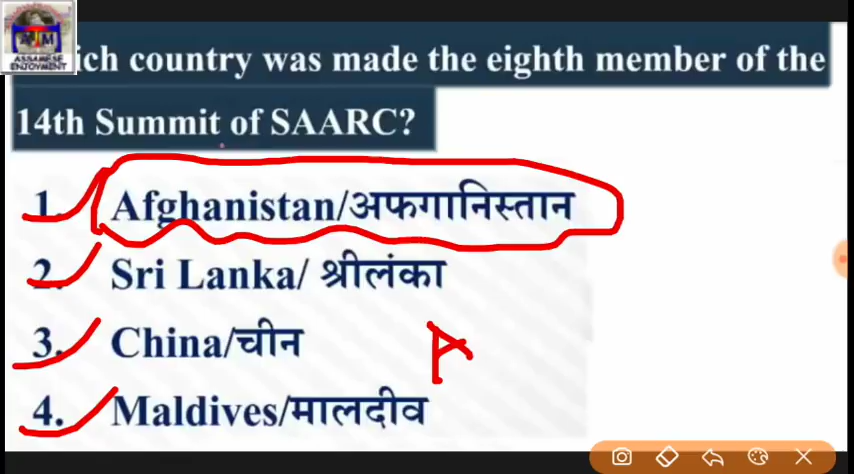 ich country was made the eighth member of the
14th Summit of SAARC?
1. Afghanistan/अफगानिस्तान
2. Sri Lanka/ श्रीलंका
3. China/चीन
4. Maldives/मालदीव
A
ASSAMESE
ENJOYMENT